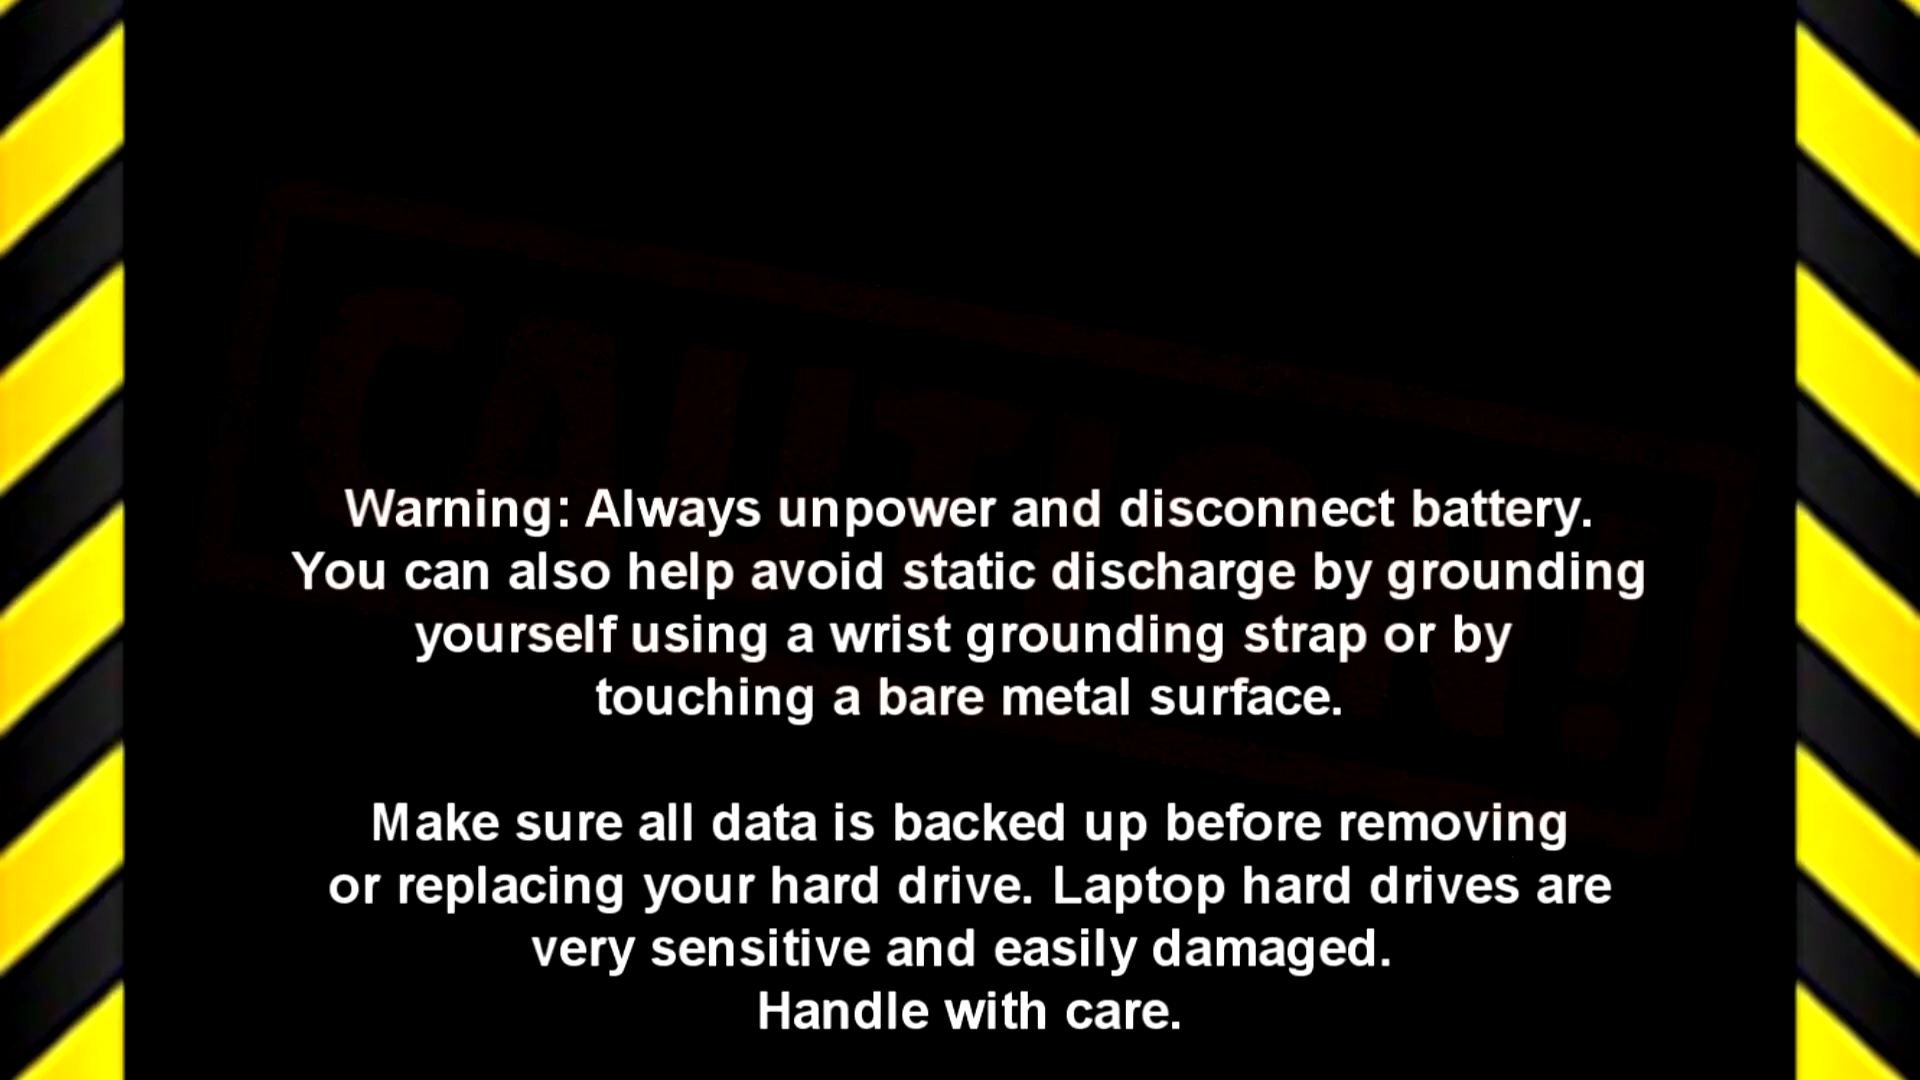 CAUTION!
Warning: Always unpower and disconnect battery.
You can also help avoid static discharge by grounding
yourself using a wrist grounding strap or by
touching a bare metal surface.
Make sure all data is backed up before removing
or replacing your hard drive. Laptop hard drives are
very sensitive and easily damaged.
Handle with care.